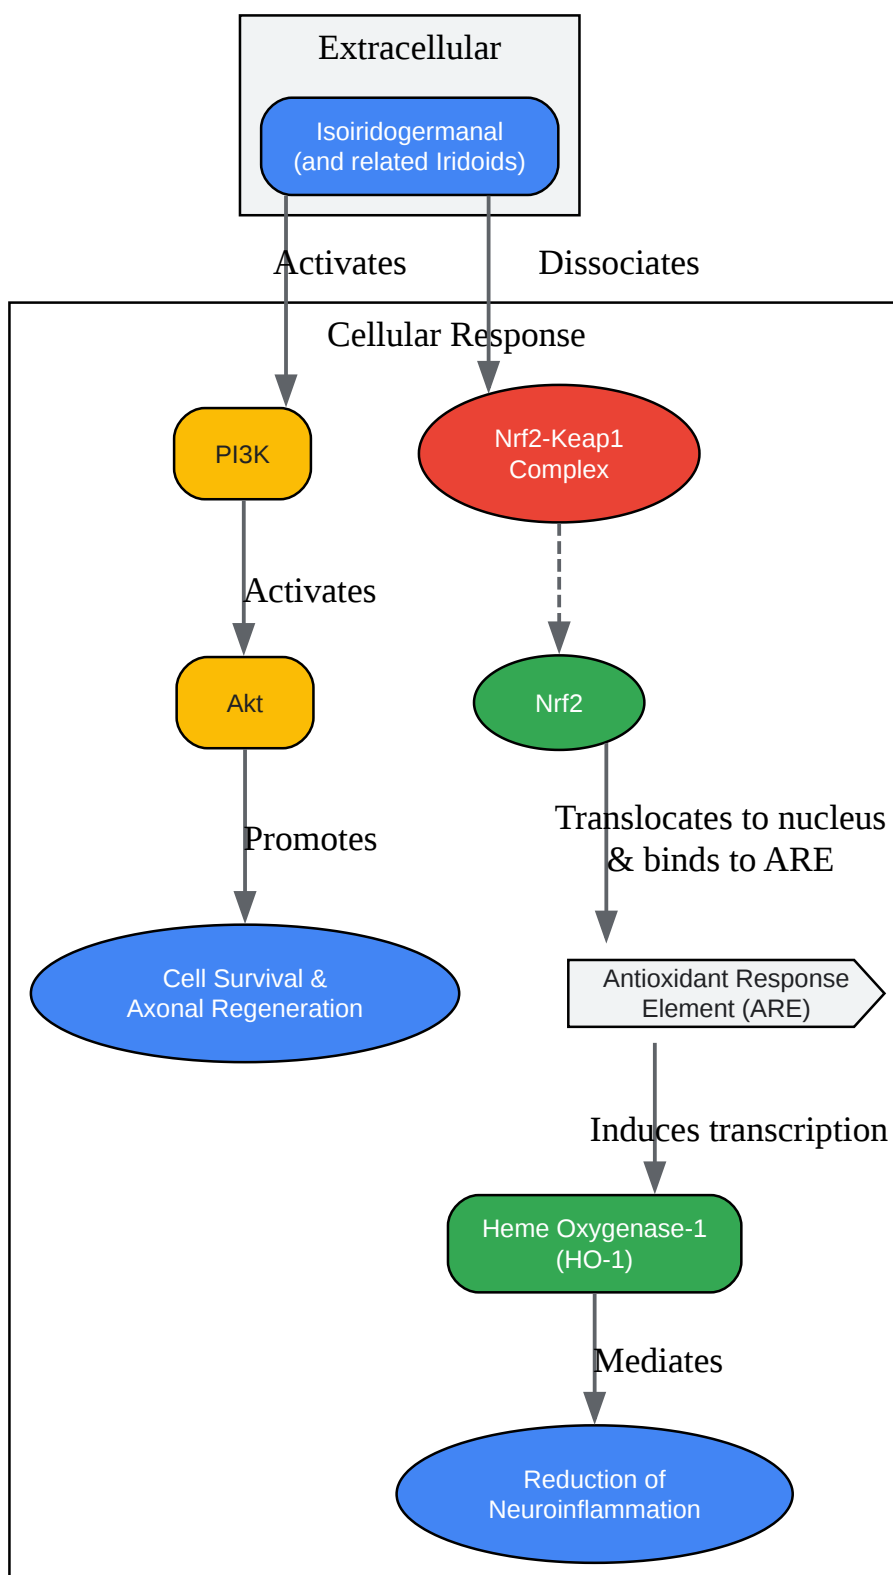 Extracellular
Isoiridogermanal
(and related Iridoids)
Activates
Dissociates
Cellular Response
PI3K
Nrf2-Keap1
Complex
Activates
Akt
Nrf2
Promotes
Translocates to nucleus
& binds to ARE
Cell Survival &
Axonal Regeneration
Antioxidant Response
Element (ARE)
Induces transcription
Heme Oxygenase-1
(HO-1)
Mediates
Reduction of
Neuroinflammation